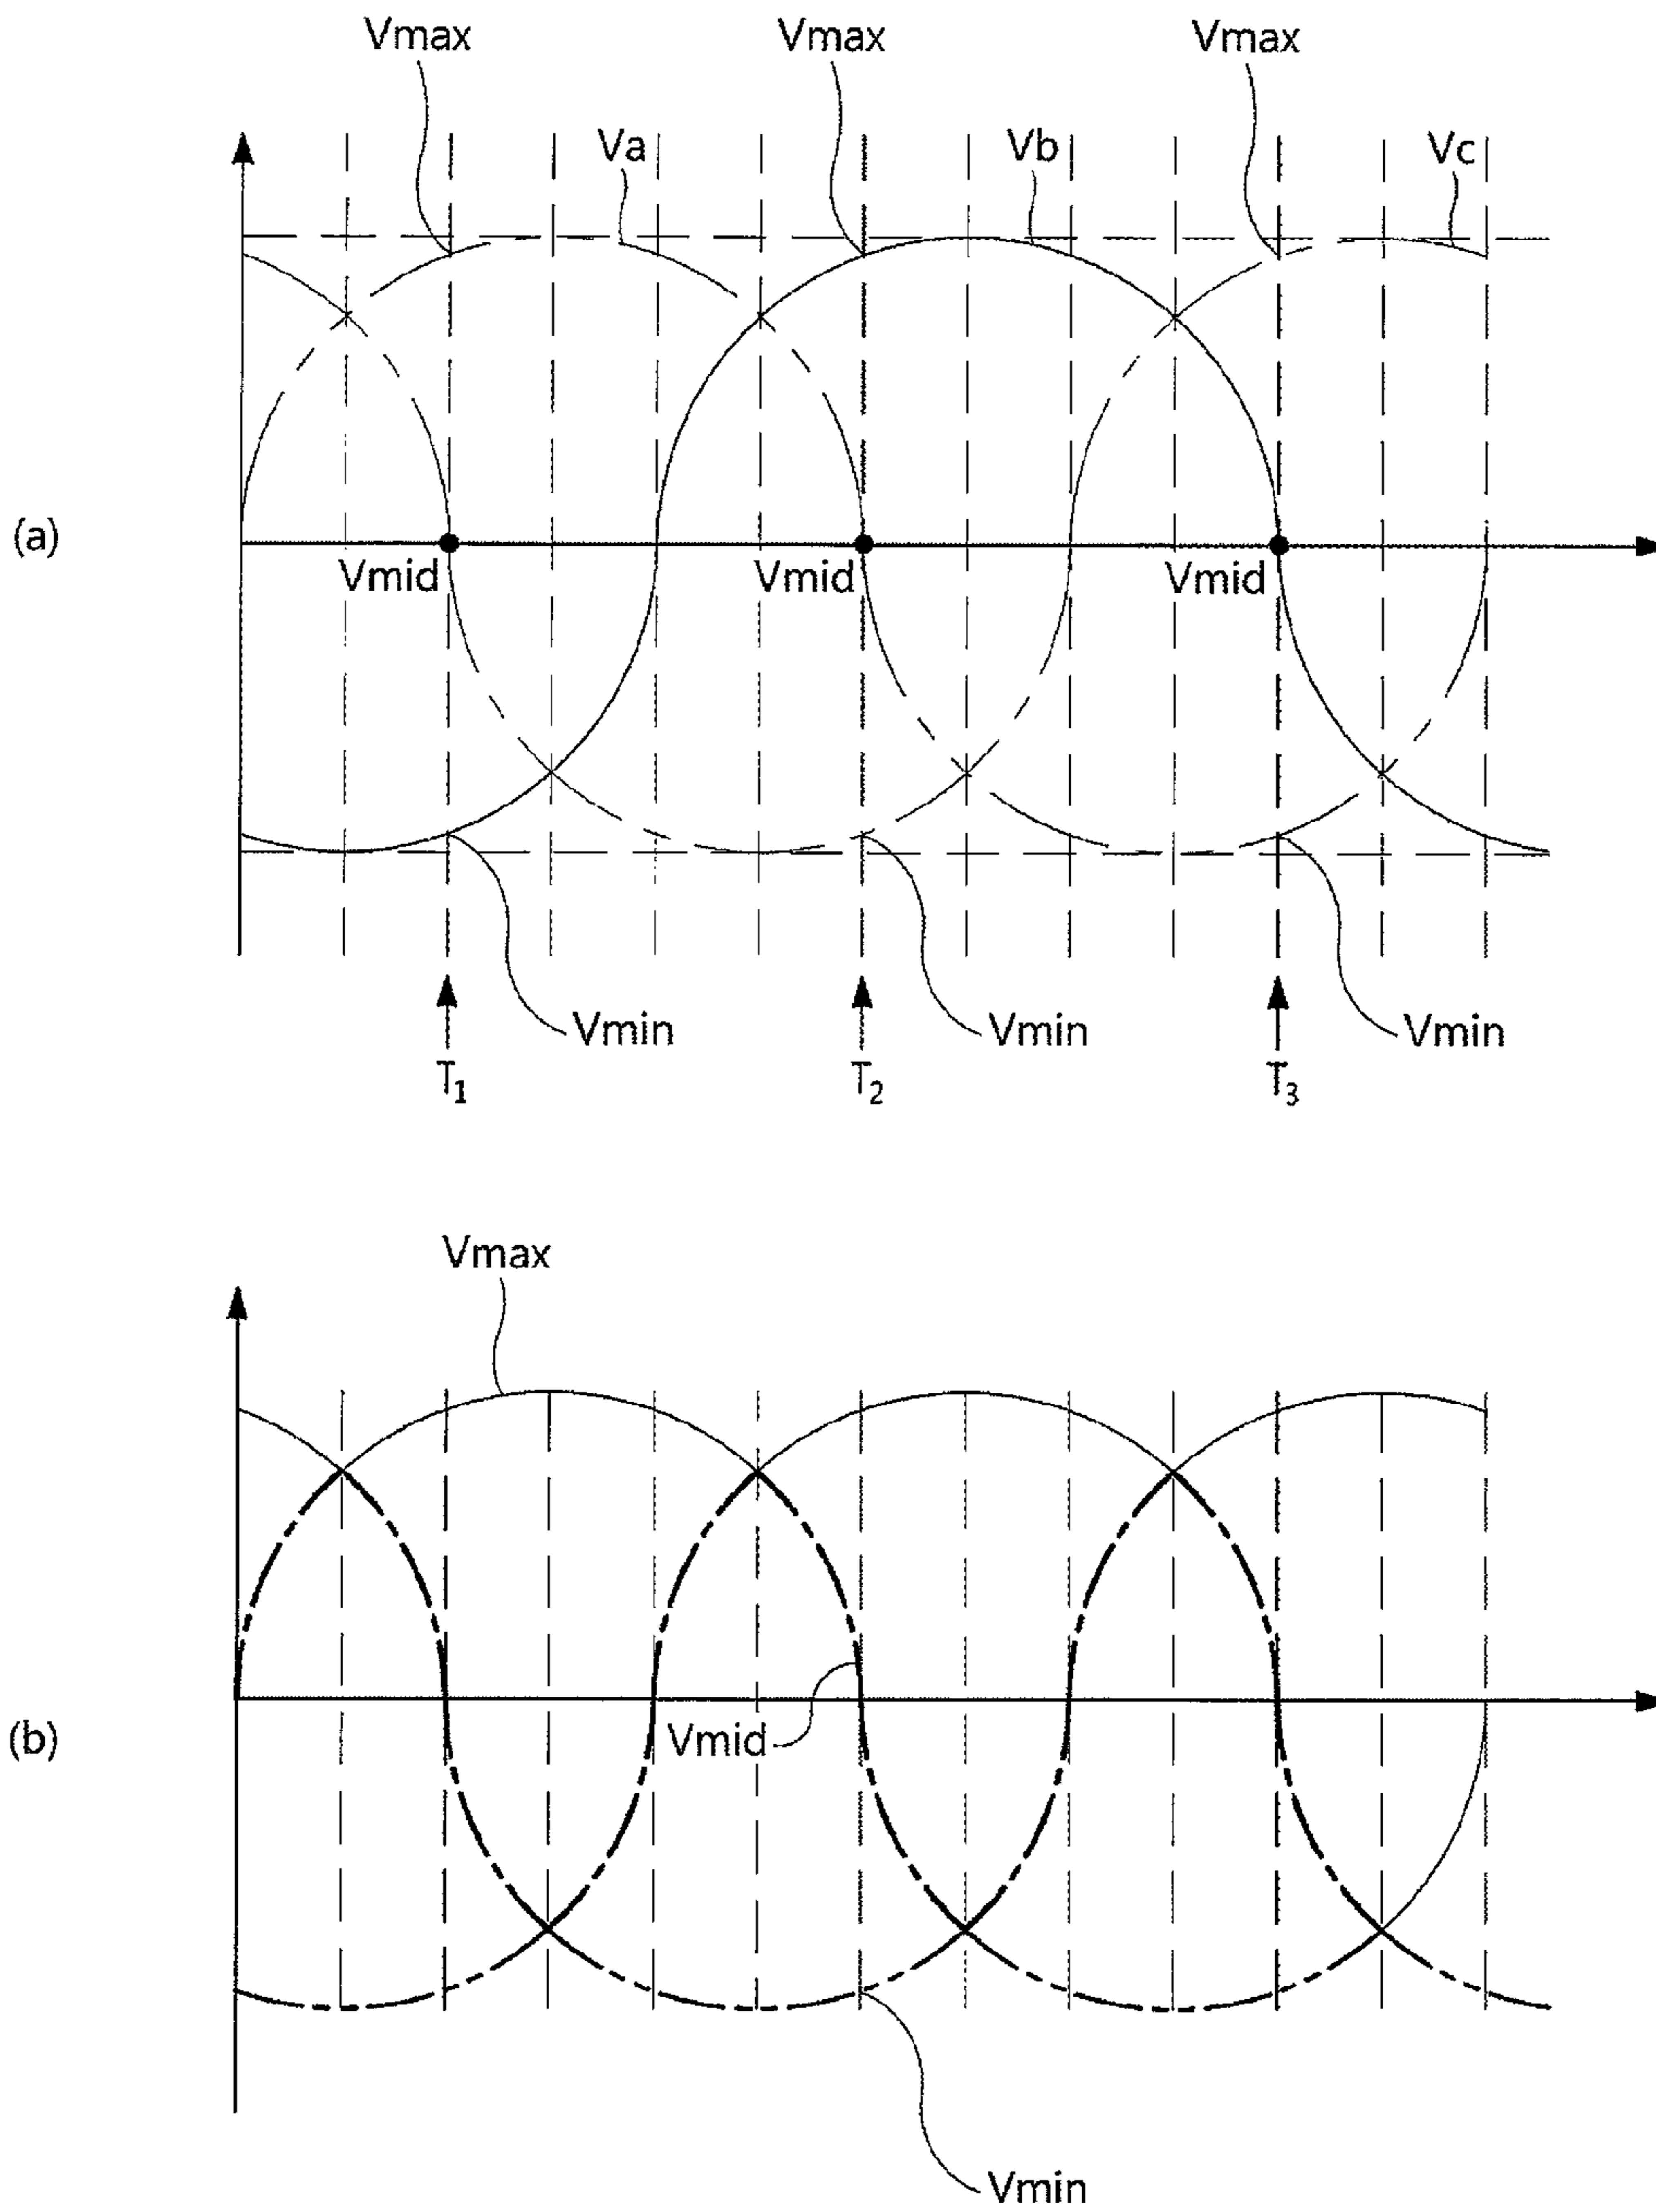 Vmax Vmax Vmax
Va Vb Vc
(a)
Vmid Vmid Vmid
Vmin Vmin Vmin
T1 T2 T3
Vmax
(b)
Vmid
Vmin